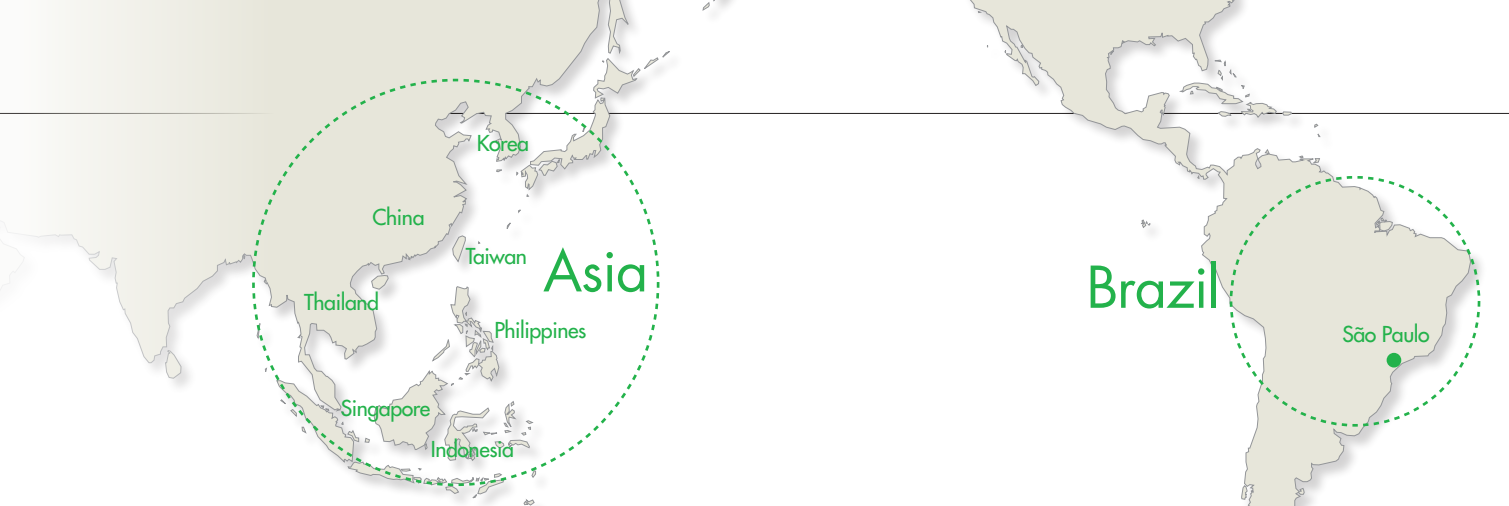 Korea
China
Taiwan
Asia
Thailand
Philippines
Singapore
Indonesia
Brazil
São Paulo